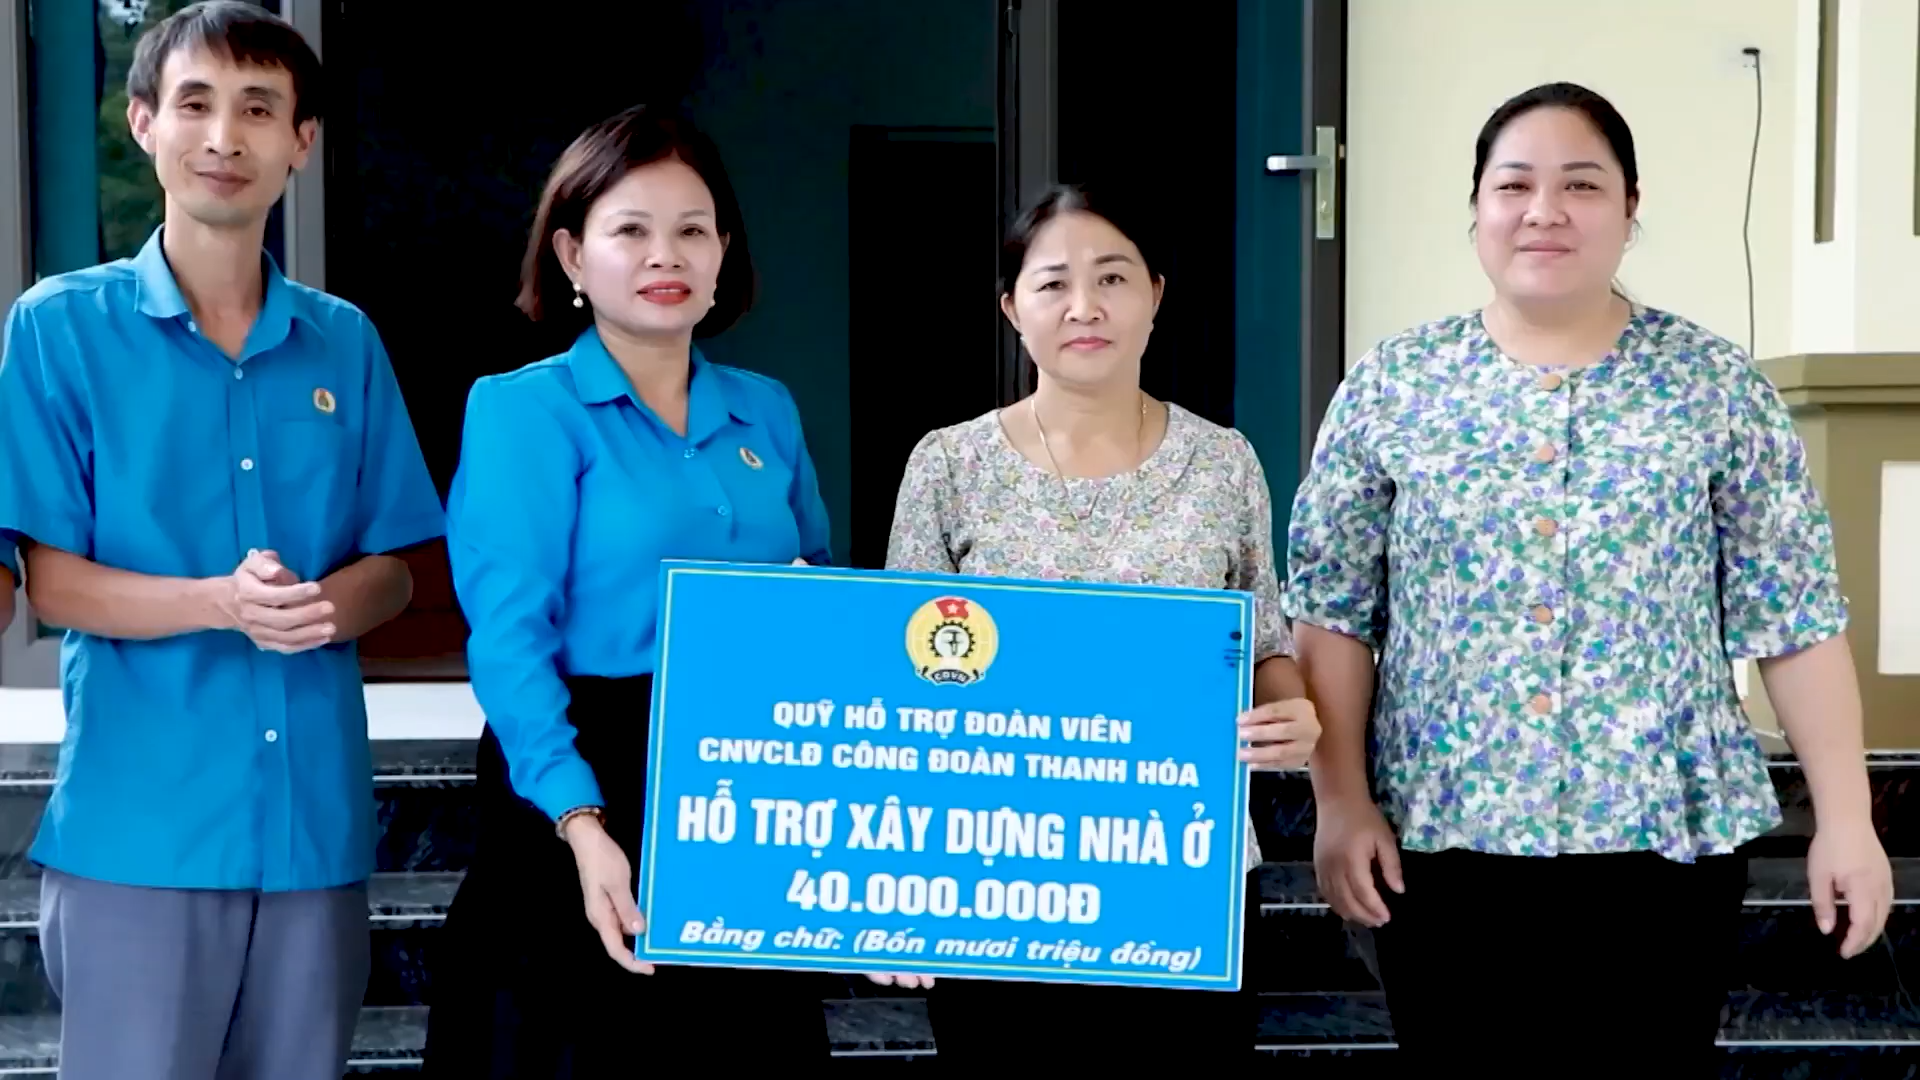 CĐVN
QUỸ HỖ TRỢ ĐOÀN VIÊN
CNVCLĐ CÔNG ĐOÀN THANH HÓA
HỖ TRỢ XÂY DỰNG NHÀ Ở
40.000.000Đ
Bằng chữ: (Bốn mươi triệu đồng)